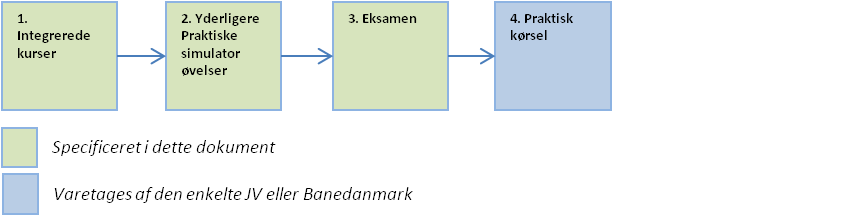 1.
Integrerede
kurser
2. Yderligere
Praktiske
simulator
øvelser
3. Eksamen
4. Praktisk
kørsel
Specificeret i dette dokument
Varetages af den enkelte JV eller Banedanmark